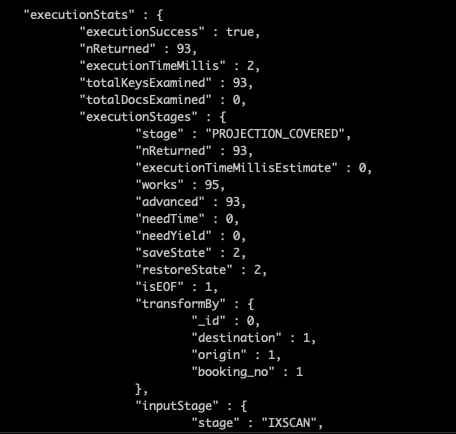 "executionStats" : {
"executionSuccess" : true,
"nReturned" : 93,
"executionTimeMillis" : 2,
"totalKeysExamined" : 93,
"totalDocsExamined" : 0,
"executionStages" : {
"stage" : "PROJECTION_COVERED",
"nReturned" : 93,
"executionTimeMillisEstimate" : 0,
"works" : 95,
"advanced" : 93,
"needTime" : 0,
"needYield" : 0,
"saveState" : 2,
"restoreState" : 2,
"isEOF" : 1,
"transformBy" : {
"_id" : 0,
"destination" : 1,
"origin" : 1,
"booking_no" : 1
},
"inputStage" : {
"stage" : "IXSCAN",